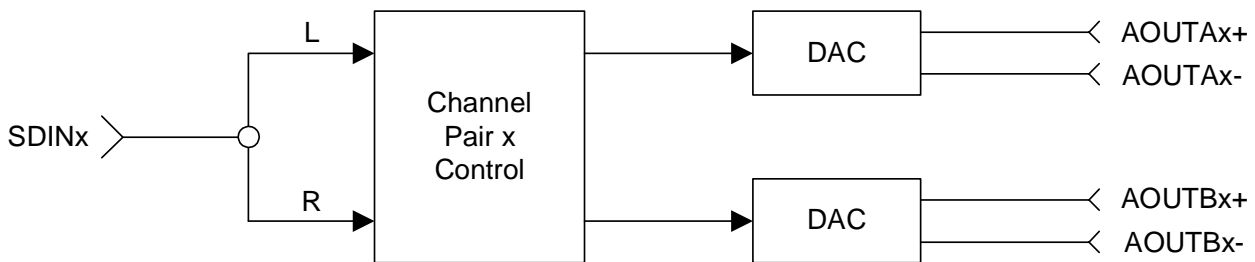 L
SDINx
R
Channel
Pair x
Control
DAC
AOUTAx+
AOUTAx-
DAC
AOUTBx+
AOUTBx-